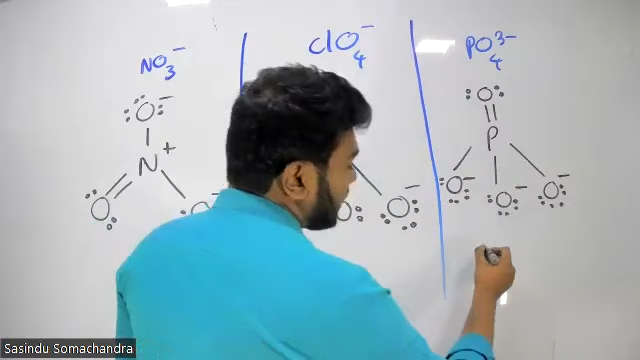 NO₃⁻
ClO₄⁻
PO₄³⁻
O⁻
N⁺
O
O
O
O⁻
O
P
O⁻
O⁻
O⁻
Sasindu Somachandra